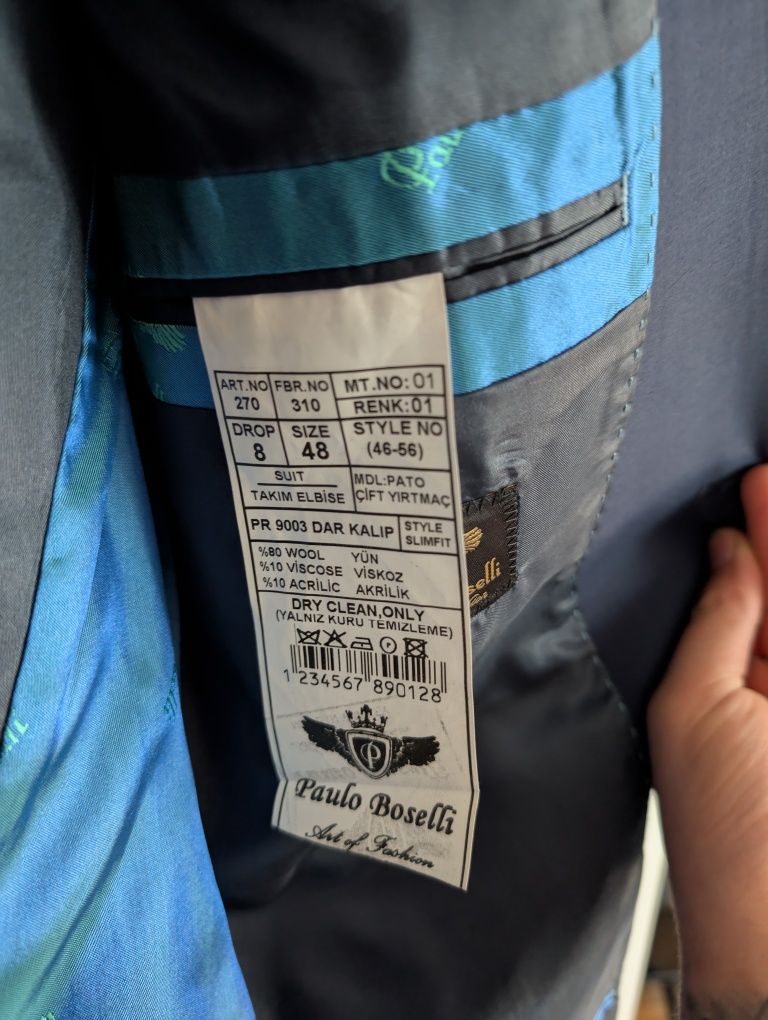 ART.NO FBR.NO MT.NO:01
270 310 RENK:01
DROP SIZE STYLE NO
8 48 (46-56)
SUIT MDL:PATO
TAKIM ELBİSE ÇİFT YIRTMAÇ
PR 9003 DAR KALIP STYLE SLIMFIT
%80 WOOL YÜN
%10 VISCOSE VİSKOZ
%10 ACRİLİC AKRİLİK
DRY CLEAN,ONLY
(YALNIZ KURU TEMİZLEME)
1 234567 890128
P
Paulo Boselli
Art of Fashion